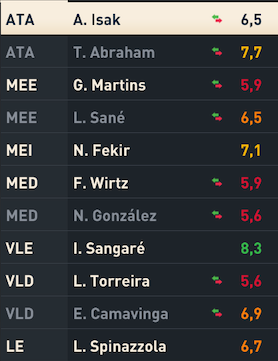 ATA A. Isak 6,5
ATA T. Abraham 7,7
MEE G. Martins 5,9
MEE L. Sané 6,5
MEI N. Fekir 7,1
MED F. Wirtz 5,9
MED N. González 5,6
VLE I. Sangaré 8,3
VLD L. Torreira 5,6
VLD E. Camavinga 6,9
LE L. Spinazzola 6,7